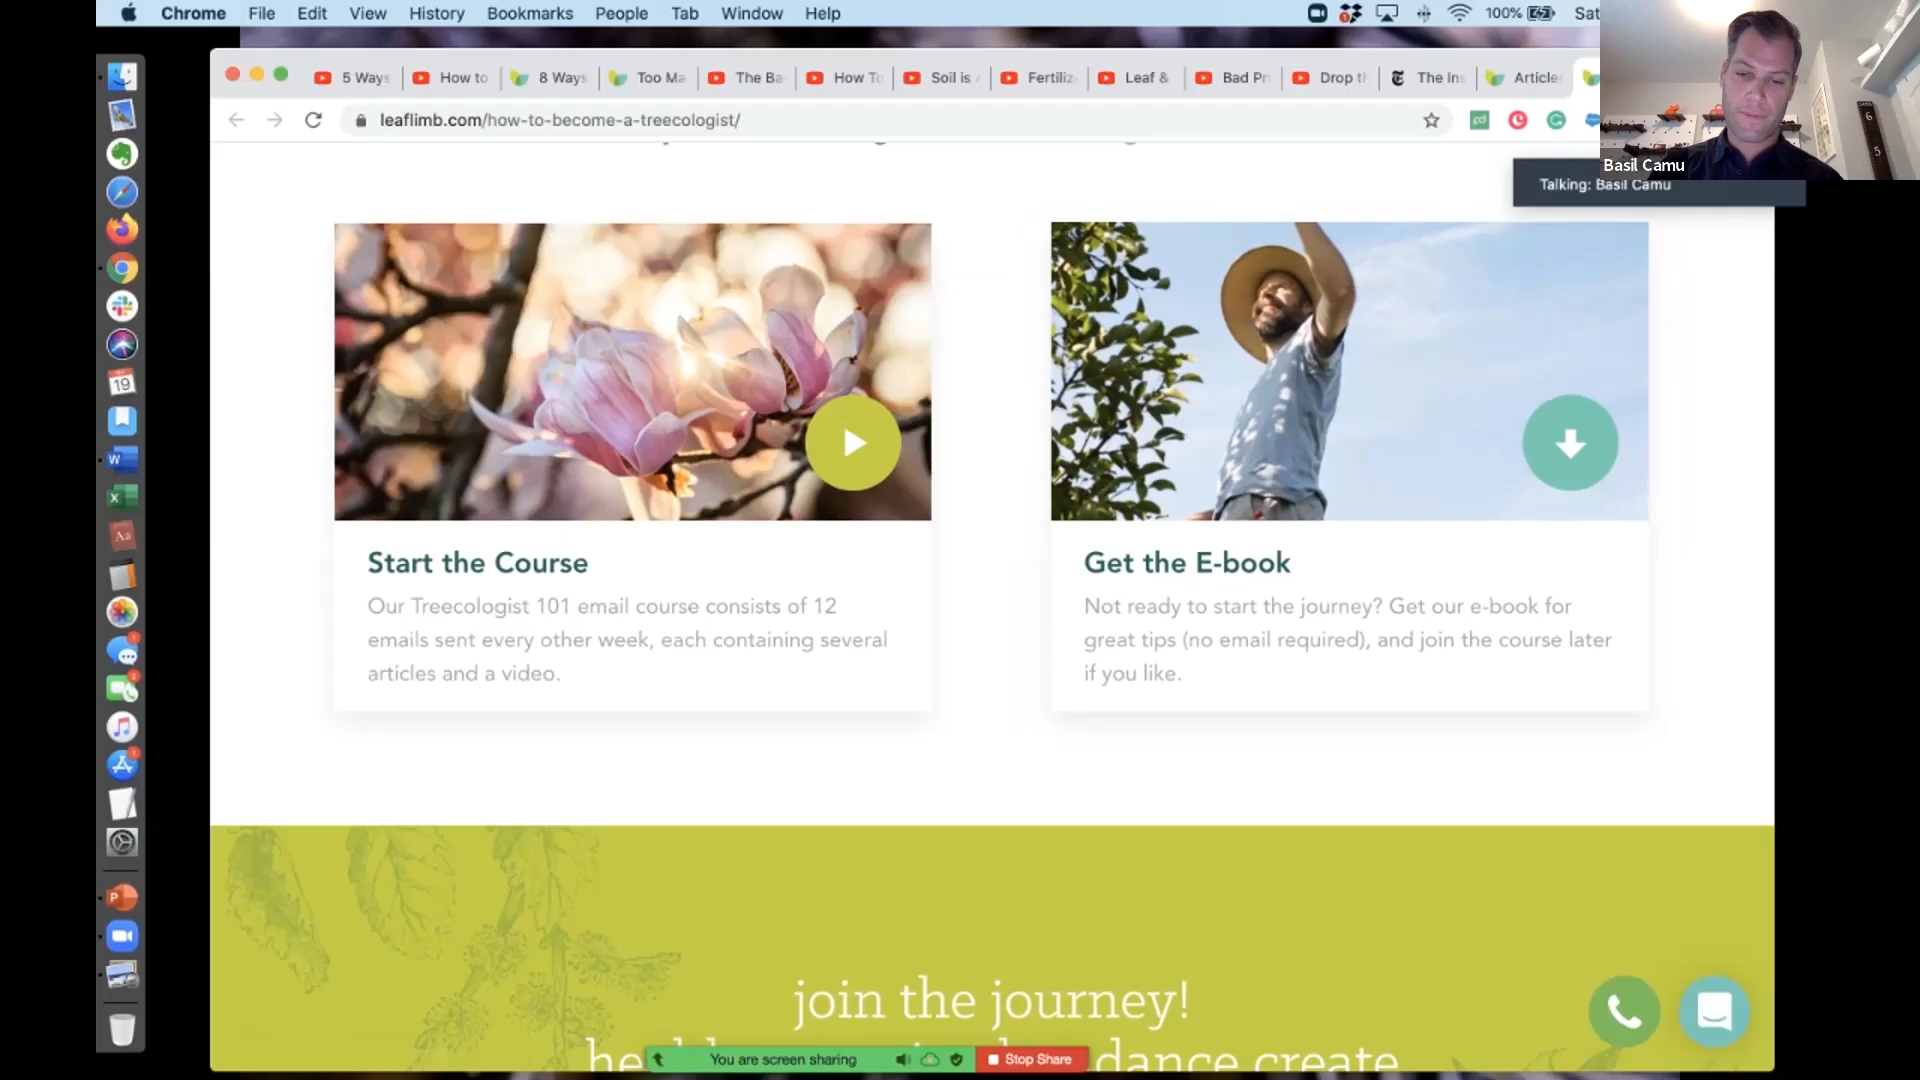 Chrome File Edit View History Bookmarks People Tab Window Help 100% Sat
5 Ways How to 8 Ways Too Ma The Ba How To Soil is Fertiliz Leaf & Bad Pr Drop th The Ins Articles
leaflimb.com/how-to-become-a-treecologist/
Basil Camu
Talking: Basil Camu
19
Start the Course
Our Treecologist 101 email course consists of 12
emails sent every other week, each containing several
articles and a video.
Get the E-book
Not ready to start the journey? Get our e-book for
great tips (no email required), and join the course later
if you like.
join the journey!
dance create
You are screen sharing Stop Share